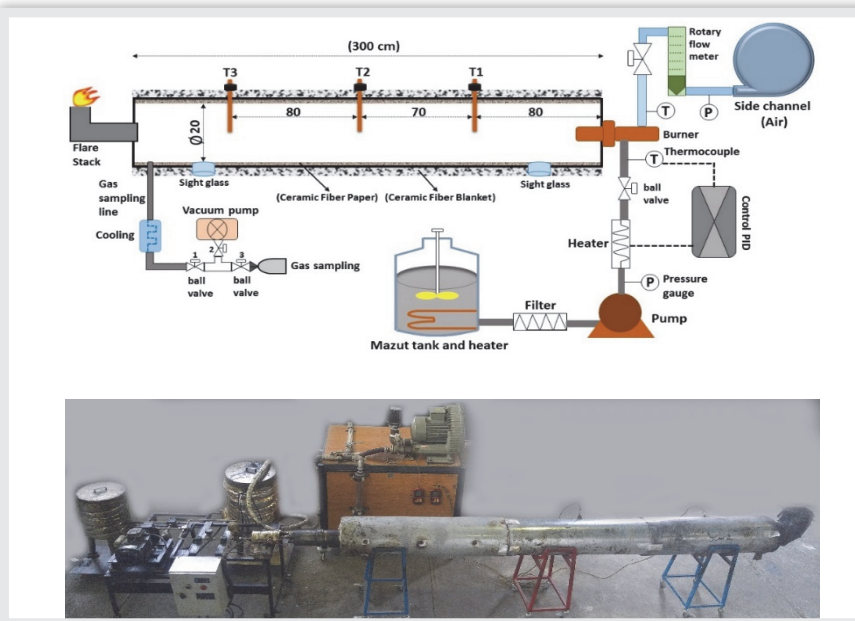 (300 cm)
Rotary
flow
meter
T3
T2
T1
80
70
80
Ø20
T
P
Side channel
(Air)
Flare
Stack
Burner
T
Thermocouple
Sight glass
(Ceramic Fiber Paper)
(Ceramic Fiber Blanket)
Sight glass
Gas
sampling
line
ball
valve
Control PID
Vacuum pump
Cooling
Heater
1
2
3
Gas sampling
ball
valve
ball
valve
P
Pressure
gauge
Filter
Pump
Mazut tank and heater